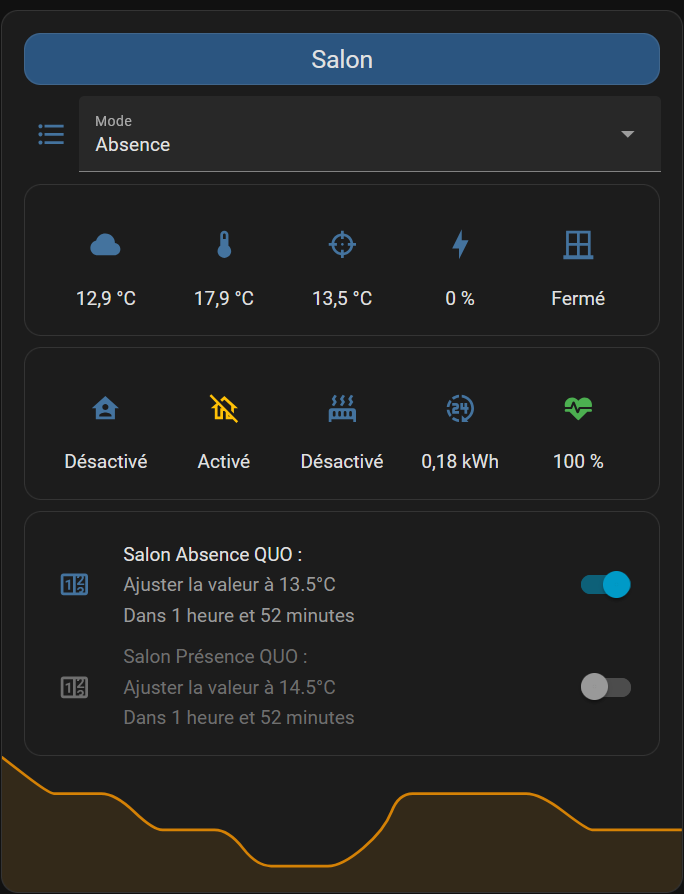 Salon
Mode
Absence
12,9 °C
17,9 °C
13,5 °C
0 %
Fermé
24
Désactivé
Activé
Désactivé
0,18 kWh
100 %
Salon Absence QUO :
Ajuster la valeur à 13.5°C
Dans 1 heure et 52 minutes
Salon Présence QUO :
Ajuster la valeur à 14.5°C
Dans 1 heure et 52 minutes